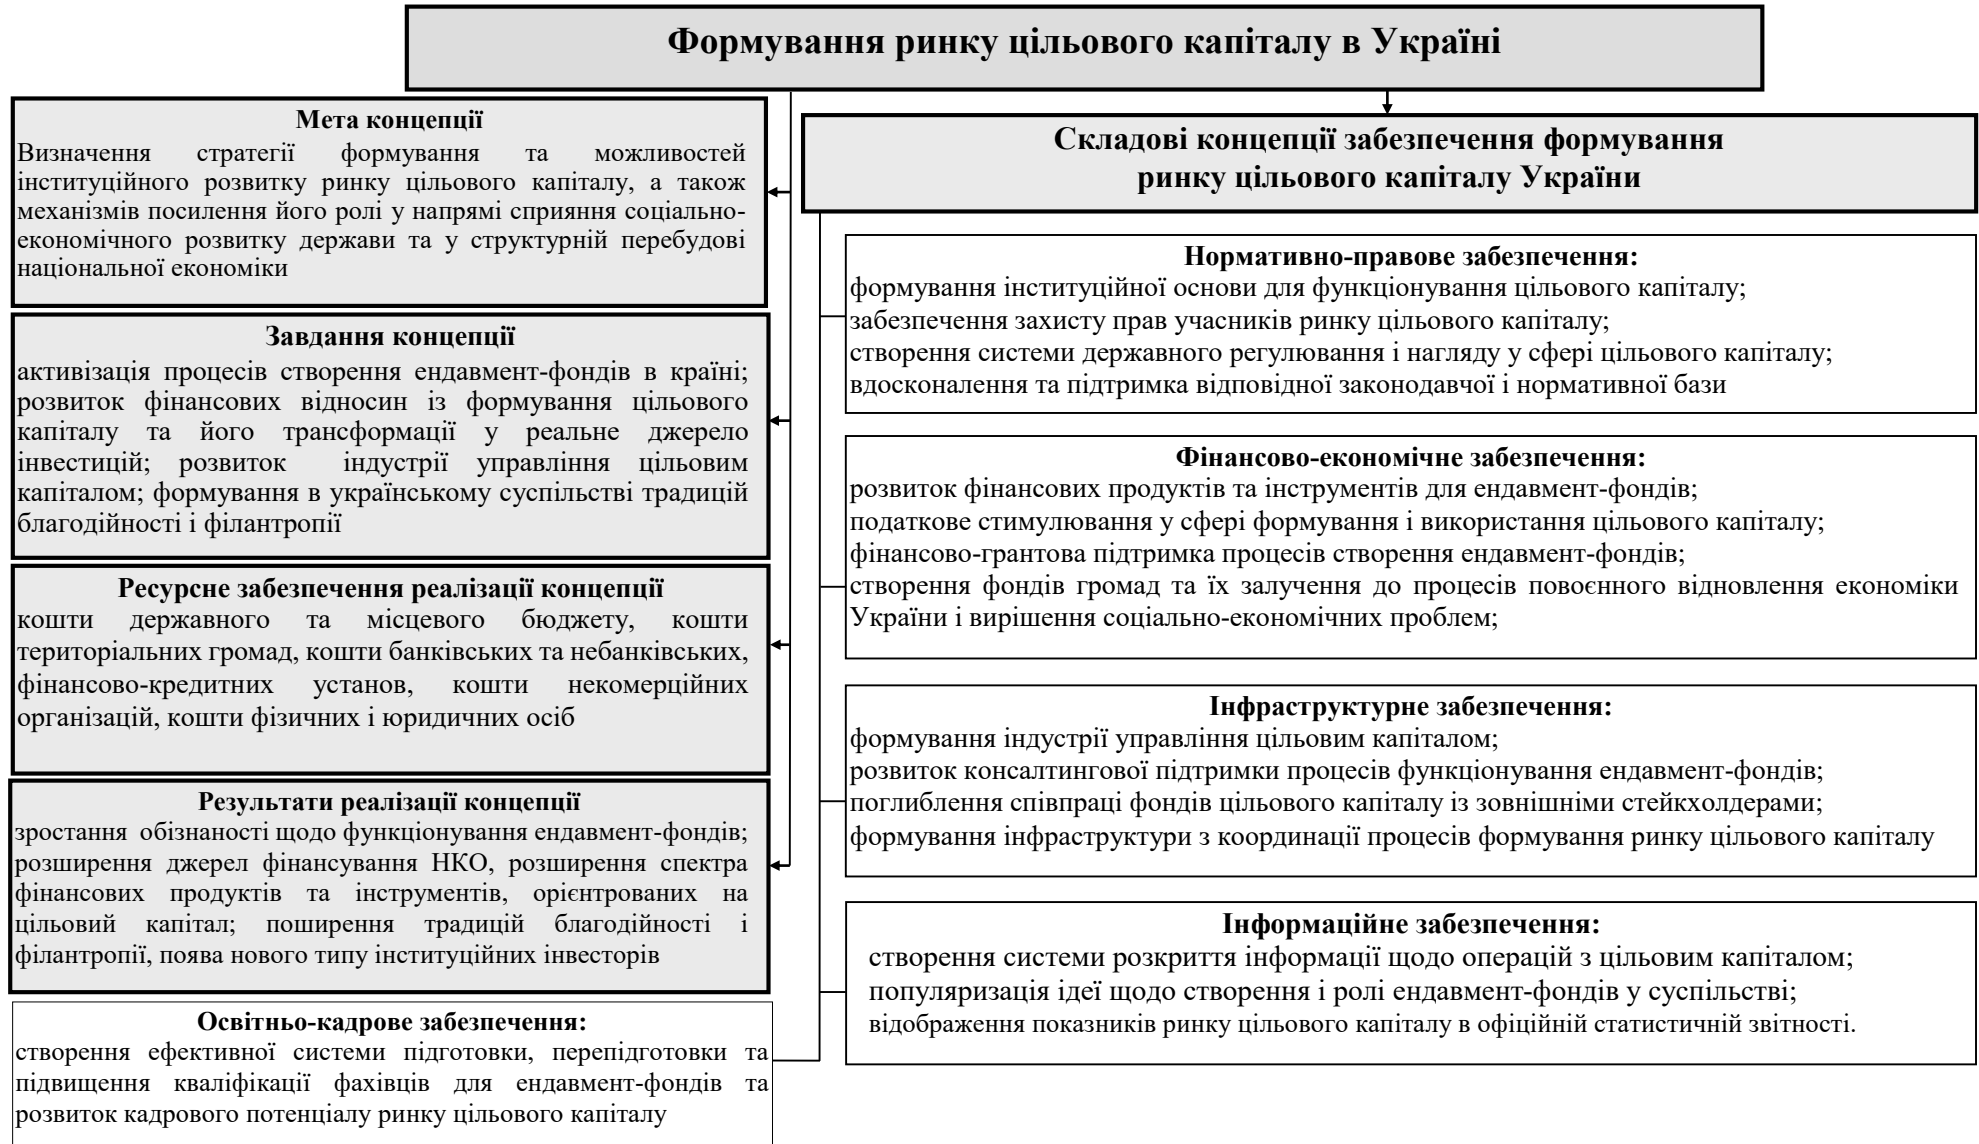 Формування ринку цільового капіталу в Україні
Мета концепції
Визначення стратегії формування та можливостей
інституційного розвитку ринку цільового капіталу, а також
механізмів посилення його ролі у напрямі сприяння соціально-
економічного розвитку держави та у структурній перебудові
національної економіки
Завдання концепції
активізація процесів створення ендавмент-фондів в країні;
розвиток фінансових відносин із формування цільового
капіталу та його трансформації у реальне джерело
інвестицій; розвиток індустрії управління цільовим
капіталом; формування в українському суспільстві традицій
благодійності і філантропії
Ресурсне забезпечення реалізації концепції
кошти державного та місцевого бюджету, кошти
територіальних громад, кошти банківських та небанківських,
фінансово-кредитних установ, кошти некомерційних
організацій, кошти фізичних і юридичних осіб
Результати реалізації концепції
зростання обізнаності щодо функціонування ендавмент-фондів;
розширення джерел фінансування НКО, розширення спектра
фінансових продуктів та інструментів, орієнтрованих на
цільовий капітал; поширення традицій благодійності і
філантропії, поява нового типу інституційних інвесторів
Освітньо-кадрове забезпечення:
створення ефективної системи підготовки, перепідготовки та
підвищення кваліфікації фахівців для ендавмент-фондів та
розвиток кадрового потенціалу ринку цільового капіталу
Складові концепції забезпечення формування
ринку цільового капіталу України
Нормативно-правове забезпечення:
формування інституційної основи для функціонування цільового капіталу;
забезпечення захисту прав учасників ринку цільового капіталу;
створення системи державного регулювання і нагляду у сфері цільового капіталу;
вдосконалення та підтримка відповідної законодавчої і нормативної бази
Фінансово-економічне забезпечення:
розвиток фінансових продуктів та інструментів для ендавмент-фондів;
податкове стимулювання у сфері формування і використання цільового капіталу;
фінансово-грантова підтримка процесів створення ендавмент-фондів;
створення фондів громад та їх залучення до процесів повоєнного відновлення економіки
України і вирішення соціально-економічних проблем;
Інфраструктурне забезпечення:
формування індустрії управління цільовим капіталом;
розвиток консалтингової підтримки процесів функціонування ендавмент-фондів;
поглиблення співпраці фондів цільового капіталу із зовнішніми стейкхолдерами;
формування інфраструктури з координації процесів формування ринку цільового капіталу
Інформаційне забезпечення:
створення системи розкриття інформації щодо операцій з цільовим капіталом;
популяризація ідеї щодо створення і ролі ендавмент-фондів у суспільстві;
відображення показників ринку цільового капіталу в офіційній статистичній звітності.